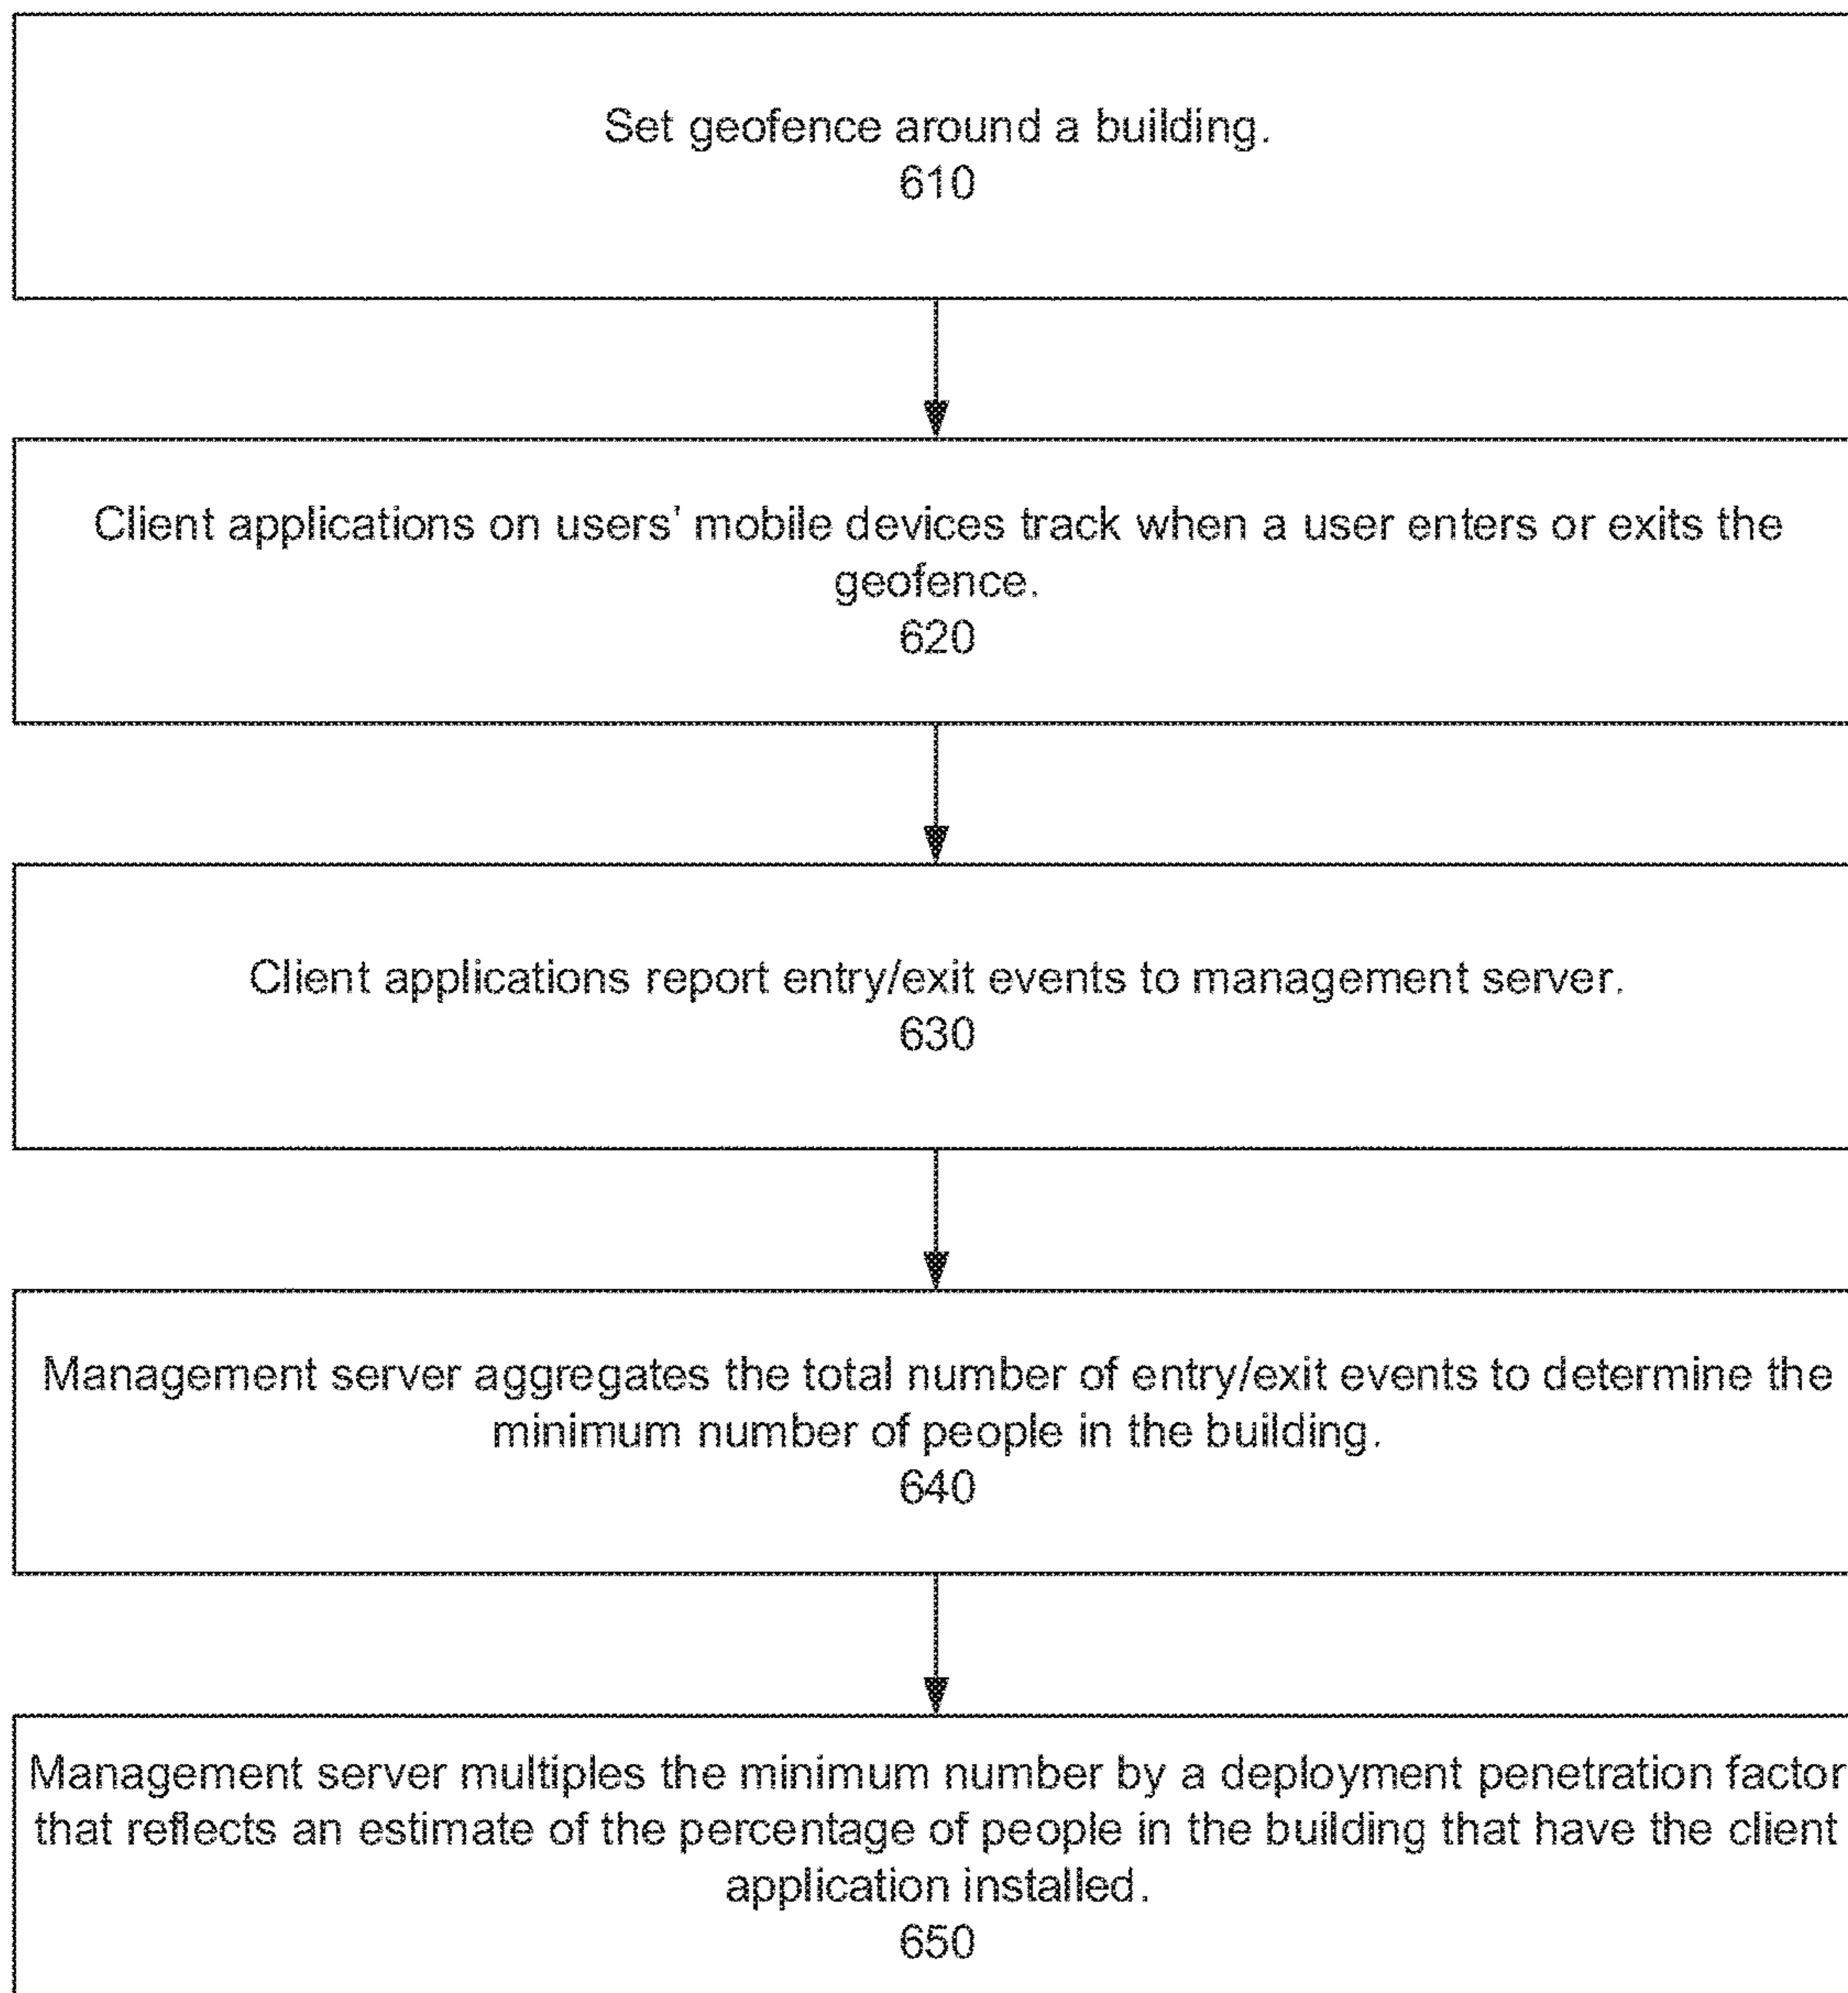 Set geofence around a building.
610
Client applications on users' mobile devices track when a user enters or exits the
geofence.
620
Client applications report entry/exit events to management server.
630
Management server aggregates the total number of entry/exit events to determine the
minimum number of people in the building.
640
Management server multiples the minimum number by a deployment penetration factor
that reflects an estimate of the percentage of people in the building that have the client
application installed.
650